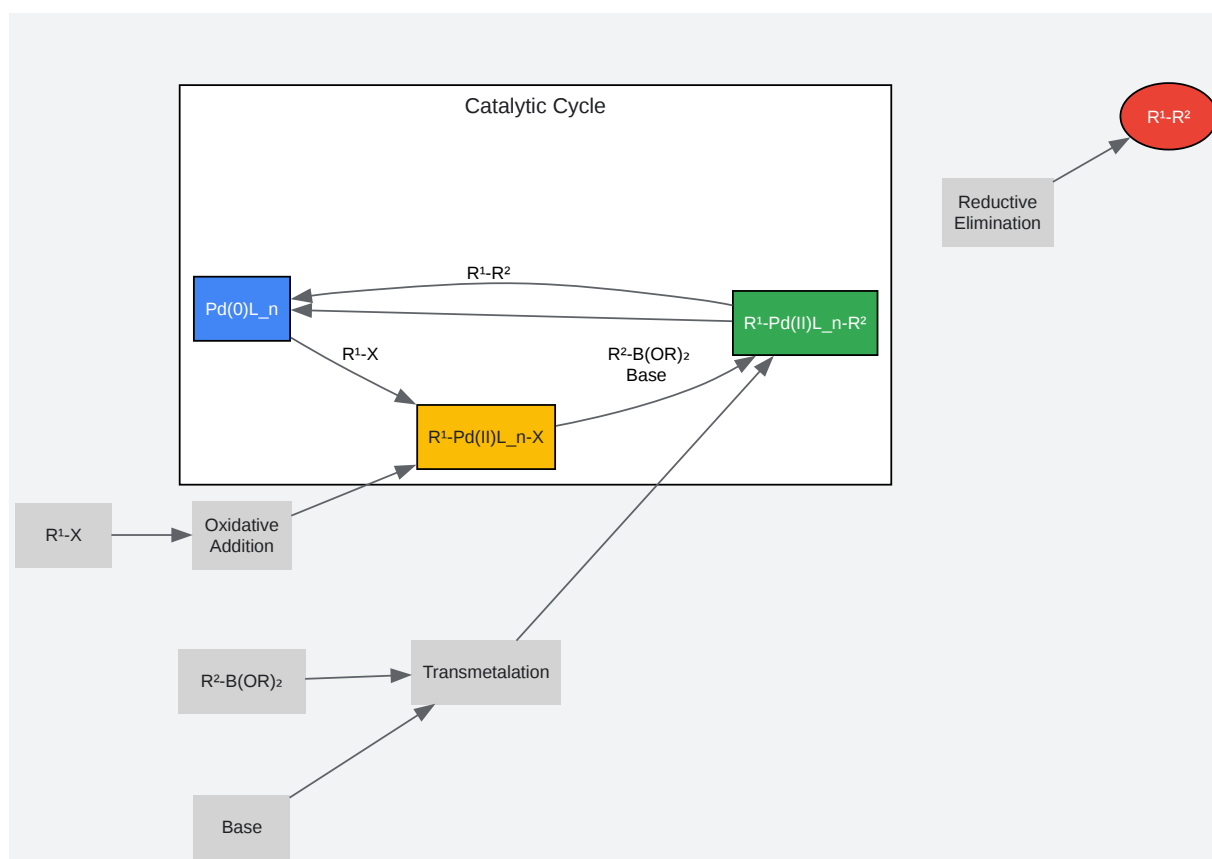 Catalytic Cycle
R¹-R²
Reductive
Elimination
R¹-R²
Pd(0)L_n
R¹-Pd(II)L_n-R²
R¹-X
R²-B(OR)₂
Base
R¹-Pd(II)L_n-X
R¹-X
Oxidative
Addition
R²-B(OR)₂
Transmetalation
Base